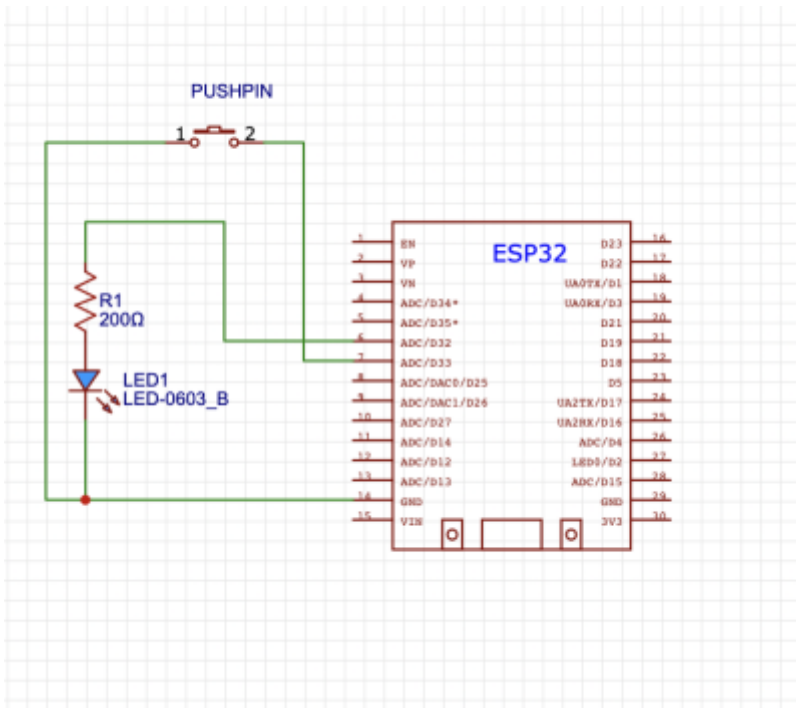 PUSHPIN
1 2
R1
200Ω
LED1
LED-0603_B
ESP32
1 EN
2 VP
3 VN
4 ADC/D34*
5 ADC/D35*
6 ADC/D32
7 ADC/D33
8 ADC/DAC0/D25
9 ADC/DAC1/D26
10 ADC/D27
11 ADC/D14
12 ADC/D12
13 ADC/D13
14 GND
15 VIN
D23 16
D22 17
UA0TX/D1 18
UA0RX/D3 19
D21 20
D19 21
D18 22
D5 23
UA2TX/D17 24
UA2RX/D16 25
ADC/D4 26
LED0/D2 27
ADC/D15 28
GND 29
3V3 30